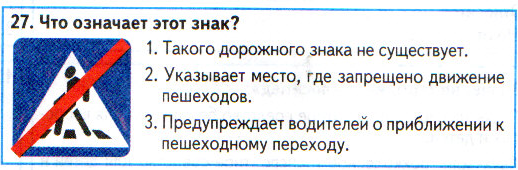 27. Что означает этот знак?
1. Такого дорожного знака не существует.
2. Указывает место, где запрещено движение
пешеходов.
3. Предупреждает водителей о приближении к
пешеходному переходу.